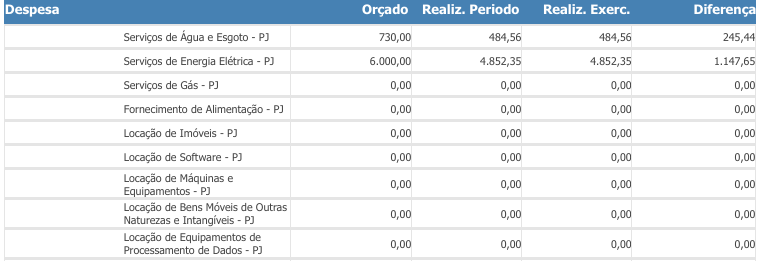 Despesa Orçado Realiz. Periodo Realiz. Exerc. Diferença
Serviços de Água e Esgoto - PJ 730,00 484,56 484,56 245,44
Serviços de Energia Elétrica - PJ 6.000,00 4.852,35 4.852,35 1.147,65
Serviços de Gás - PJ 0,00 0,00 0,00 0,00
Fornecimento de Alimentação - PJ 0,00 0,00 0,00 0,00
Locação de Imóveis - PJ 0,00 0,00 0,00 0,00
Locação de Software - PJ 0,00 0,00 0,00 0,00
Locação de Máquinas e
Equipamentos - PJ 0,00 0,00 0,00 0,00
Locação de Bens Móveis de Outras
Naturezas e Intangíveis - PJ 0,00 0,00 0,00 0,00
Locação de Equipamentos de
Processamento de Dados - PJ 0,00 0,00 0,00 0,00